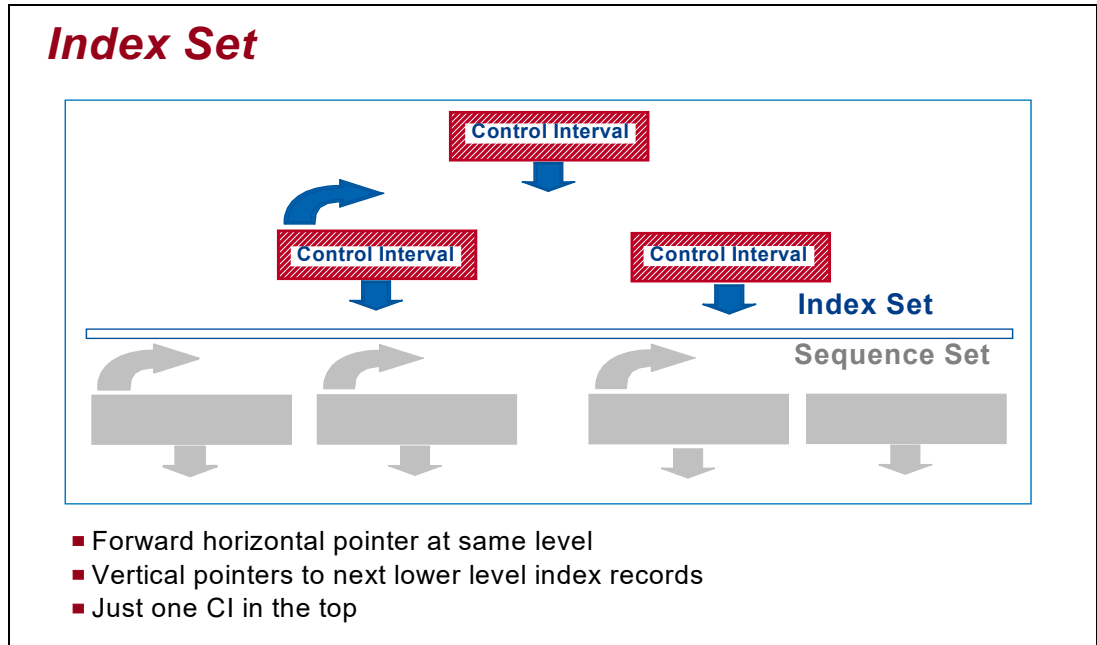 Index Set
Control Interval
Control Interval
Control Interval
Index Set
Sequence Set
Forward horizontal pointer at same level
Vertical pointers to next lower level index records
Just one CI in the top